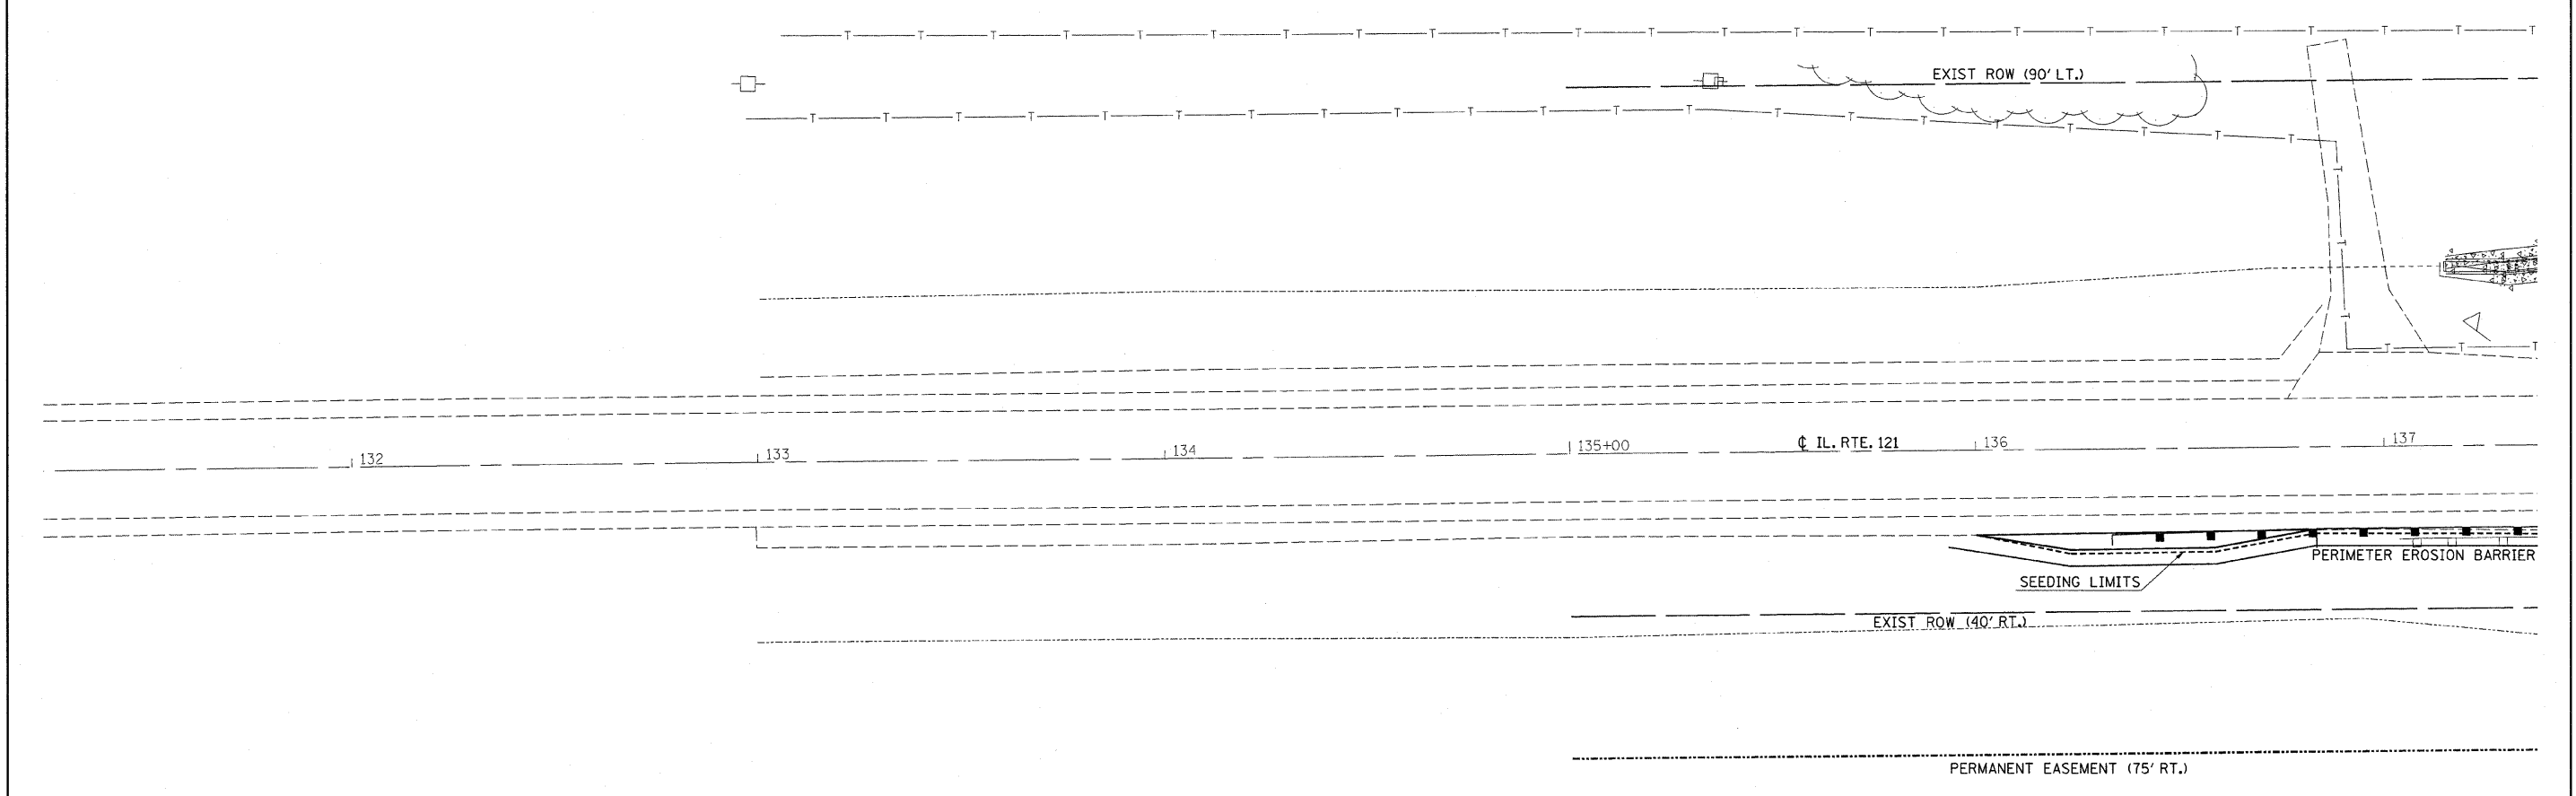 EXIST ROW (90' LT.)
132
133
134
135+00
℄ IL. RTE. 121
136
137
PERIMETER EROSION BARRIER
SEEDING LIMITS
EXIST ROW (40' RT.)
PERMANENT EASEMENT (75' RT.)